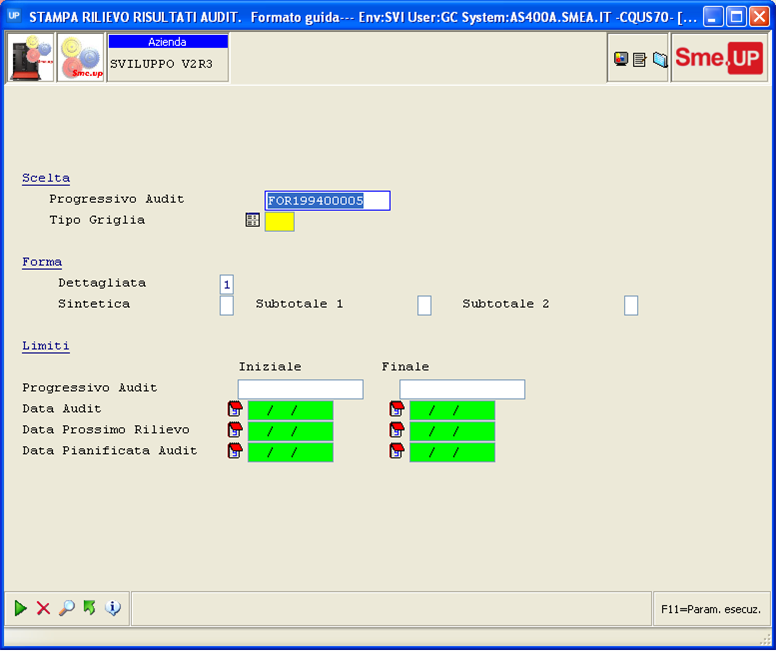 UP STAMPA RILIEVO RISULTATI AUDIT. Formato guida--- Env:SVI User:GC System:AS400A.SMEA.IT -CQUS70- [...
Sme.up
Azienda
SVILUPPO V2R3
Sme.UP
Scelta
Progressivo Audit FOR199400005
Tipo Griglia
Forma
Dettagliata 1
Sintetica Subtotale 1 Subtotale 2
Limiti
Iniziale Finale
Progressivo Audit
Data Audit / / / /
Data Prossimo Rilievo / / / /
Data Pianificata Audit / / / /
F11=Param. esecuz.